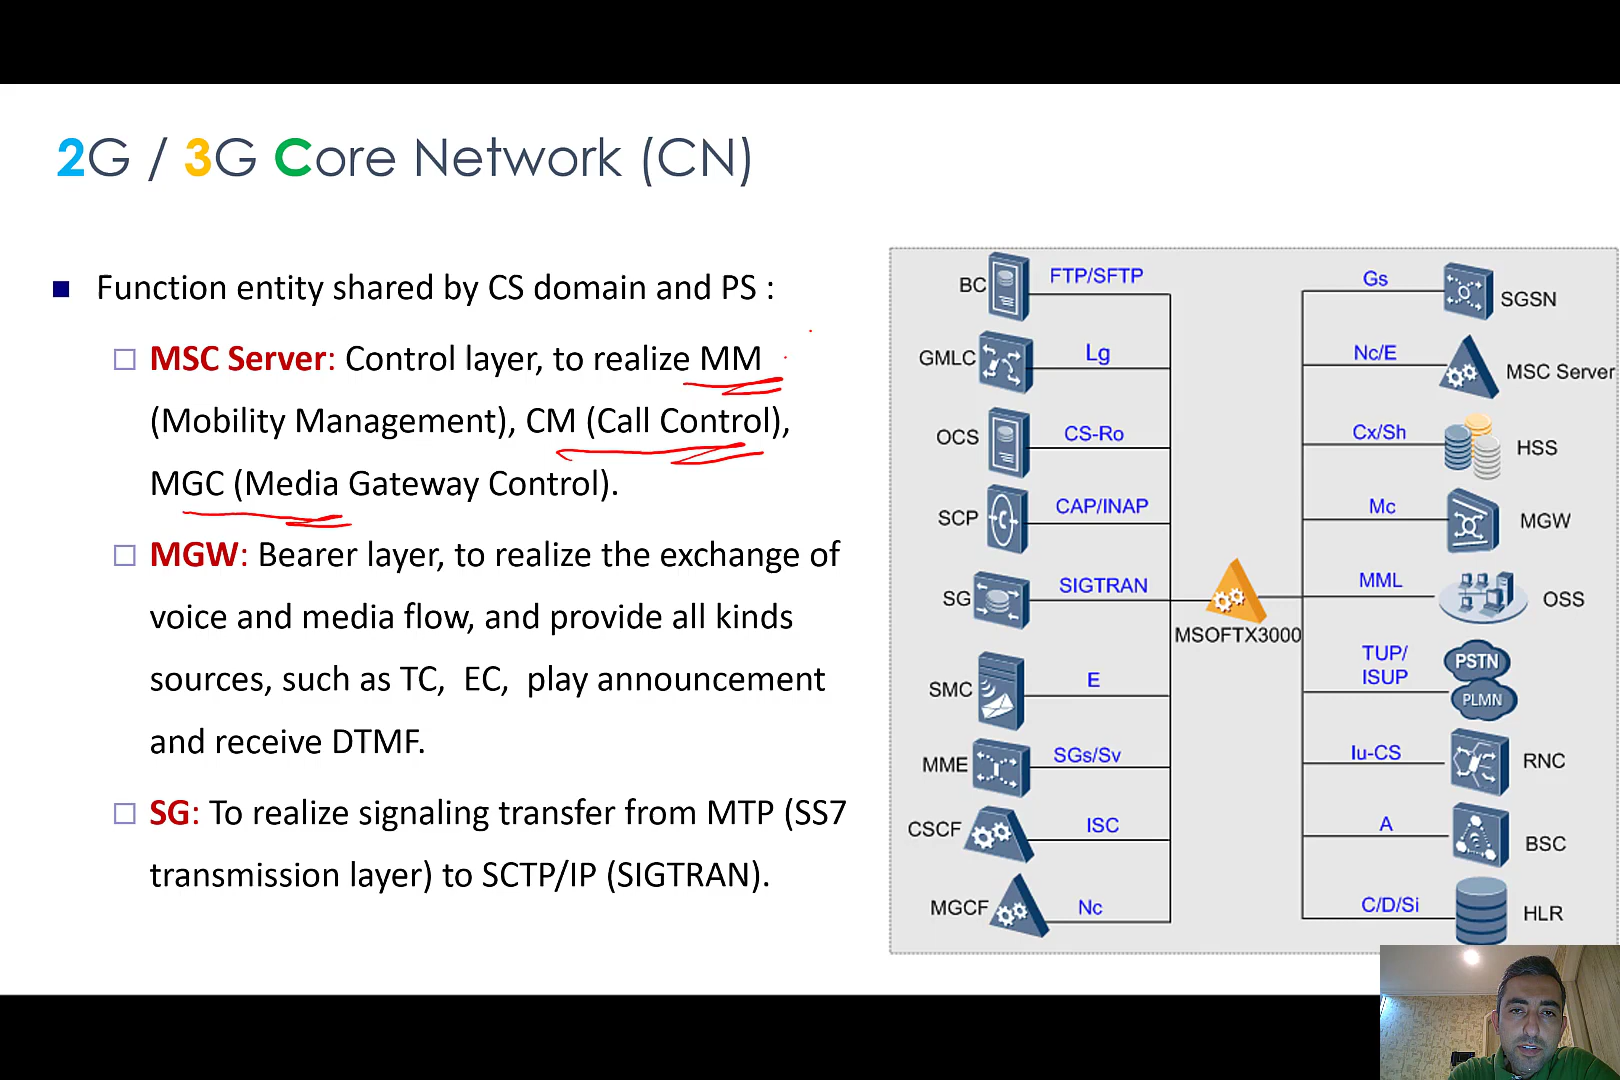 2G / 3G Core Network (CN)
Function entity shared by CS domain and PS :
MSC Server: Control layer, to realize MM
(Mobility Management), CM (Call Control),
MGC (Media Gateway Control).
MGW: Bearer layer, to realize the exchange of
voice and media flow, and provide all kinds
sources, such as TC, EC, play announcement
and receive DTMF.
SG: To realize signaling transfer from MTP (SS7
transmission layer) to SCTP/IP (SIGTRAN).
BC FTP/SFTP
GMLC Lg
OCS CS-Ro
SCP CAP/INAP
SG SIGTRAN
SMC E
MME SGs/Sv
CSCF ISC
MGCF Nc
MSOFTX3000
Gs SGSN
Nc/E MSC Server
Cx/Sh HSS
Mc MGW
MML OSS
TUP/
ISUP
PSTN
PLMN
Iu-CS RNC
A BSC
C/D/Si HLR